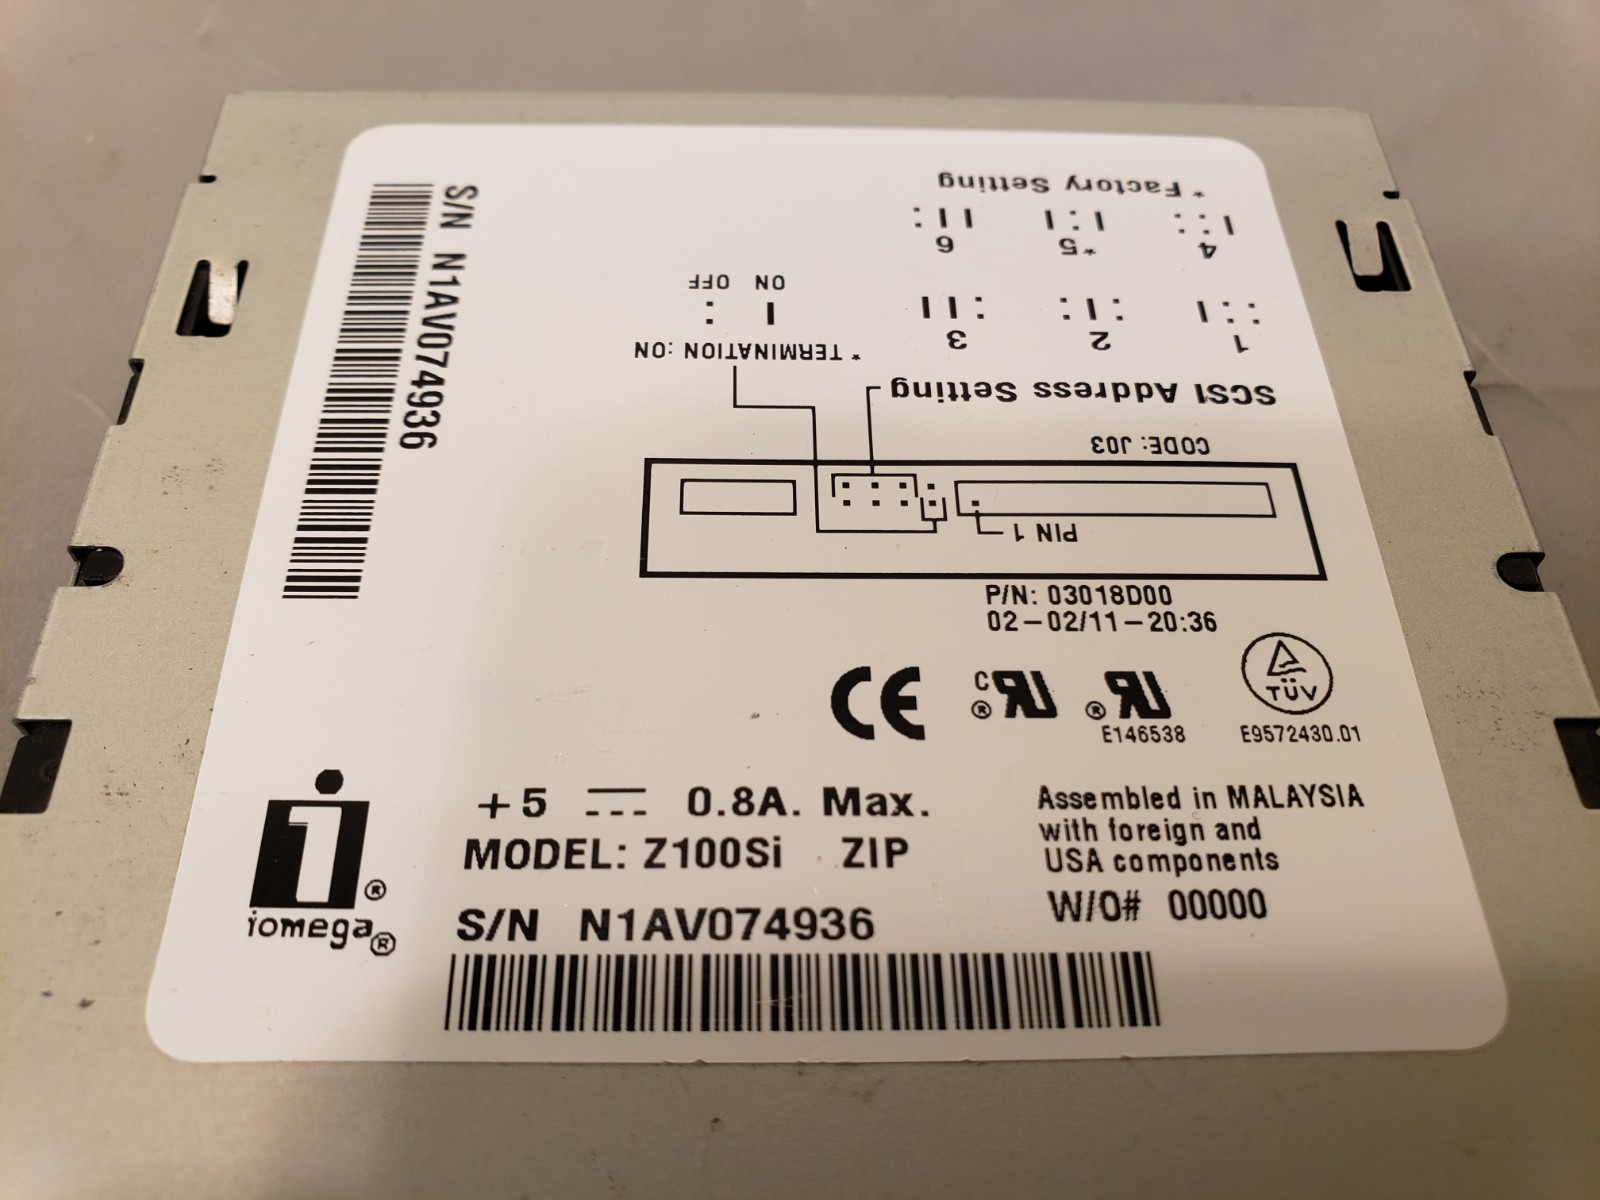 * Factory Setting
4 *5 6
1 2 3
ON OFF
* TERMINATION :ON
SCSI Address Setting
CODE: J03
PIN 1
S/N N1AV074936
P/N: 03018D00
02-02/11-20:36
CE
c RU ® RU ®
TÜV
E146538
E9572430.01
+5 0.8A. Max.
MODEL: Z100Si ZIP
S/N N1AV074936
Assembled in MALAYSIA
with foreign and
USA components
W/O# 00000
i®
iomega®